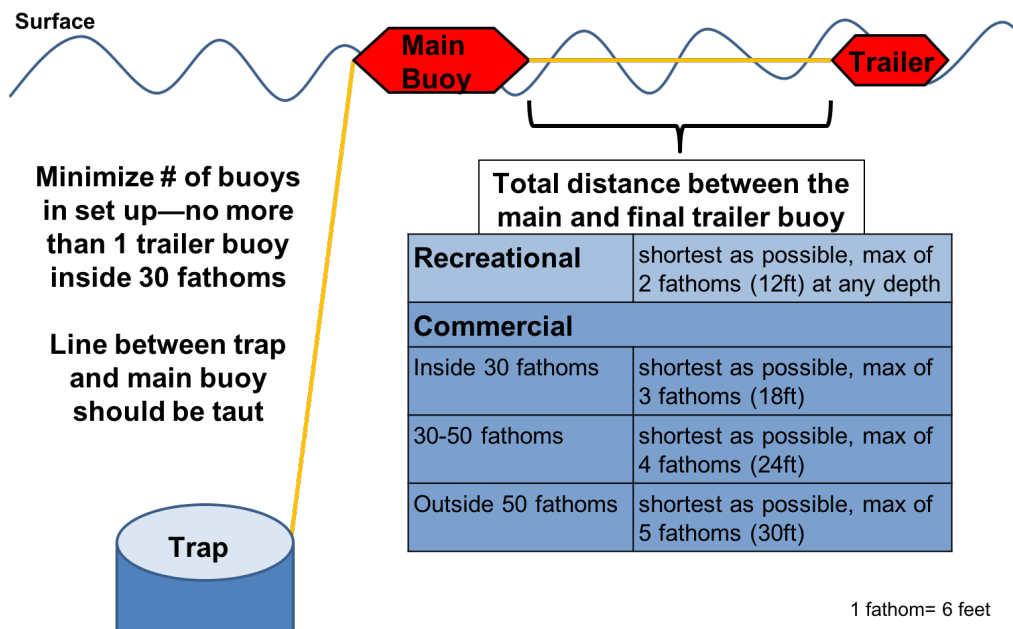 Surface
Main
Buoy
Trailer
Minimize # of buoys
in set up—no more
than 1 trailer buoy
inside 30 fathoms
Line between trap
and main buoy
should be taut
Trap
Total distance between the
main and final trailer buoy
Recreational
shortest as possible, max of
2 fathoms (12ft) at any depth
Commercial
Inside 30 fathoms
shortest as possible, max of
3 fathoms (18ft)
30-50 fathoms
shortest as possible, max of
4 fathoms (24ft)
Outside 50 fathoms
shortest as possible, max of
5 fathoms (30ft)
1 fathom= 6 feet